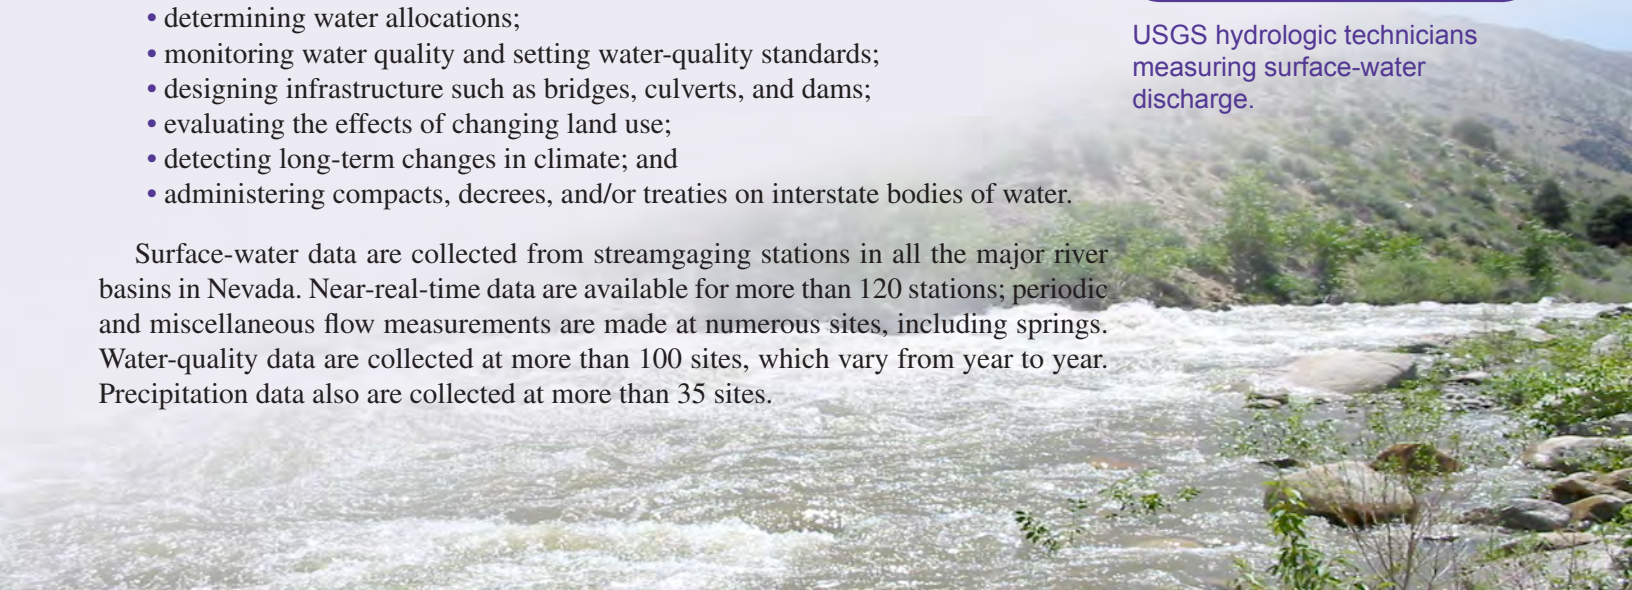 • determining water allocations;
• monitoring water quality and setting water-quality standards;
• designing infrastructure such as bridges, culverts, and dams;
• evaluating the effects of changing land use;
• detecting long-term changes in climate; and
• administering compacts, decrees, and/or treaties on interstate bodies of water.
Surface-water data are collected from streamgaging stations in all the major river
basins in Nevada. Near-real-time data are available for more than 120 stations; periodic
and miscellaneous flow measurements are made at numerous sites, including springs.
Water-quality data are collected at more than 100 sites, which vary from year to year.
Precipitation data also are collected at more than 35 sites.
USGS hydrologic technicians
measuring surface-water
discharge.